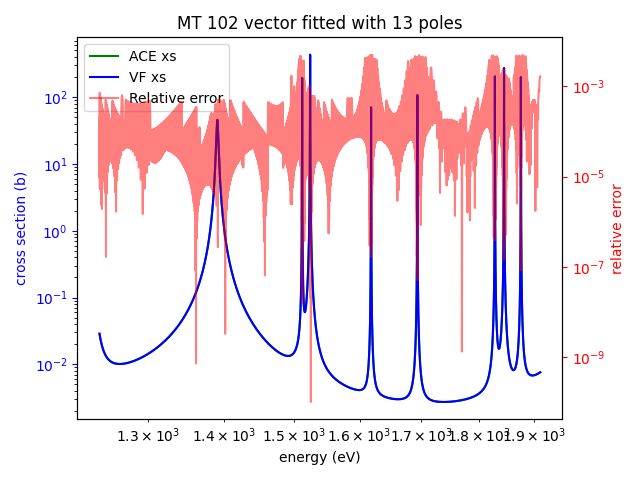 MT 102 vector fitted with 13 poles
ACE xs
VF xs
Relative error
cross section (b)
10²
10¹
10⁰
10⁻¹
10⁻²
10⁻³
10⁻⁵
10⁻⁷
10⁻⁹
relative error
1.3 × 10³ 1.4 × 10³ 1.5 × 10³ 1.6 × 10³ 1.7 × 10³ 1.8 × 10³ 1.9 × 10³
energy (eV)